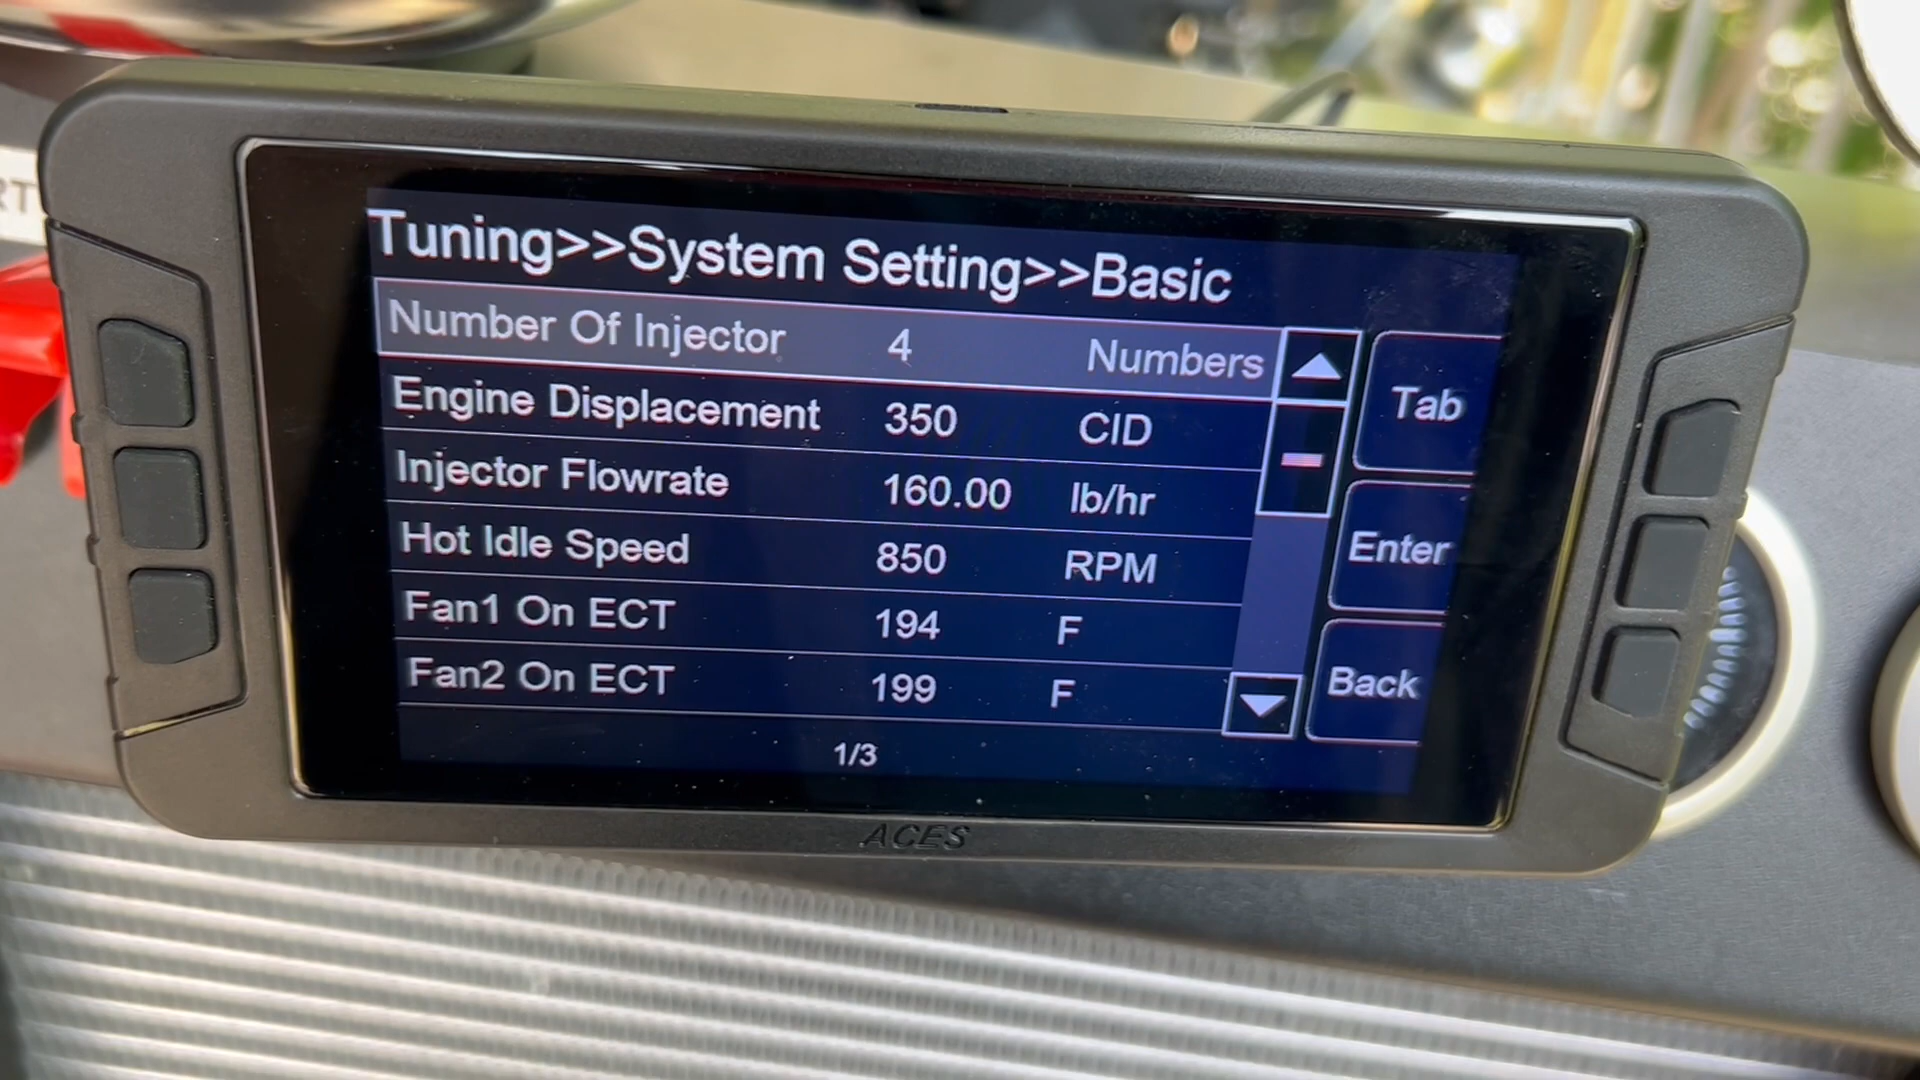 Tuning>>System Setting>>Basic
Number Of Injector 4 Numbers
Engine Displacement 350 CID
Injector Flowrate 160.00 lb/hr
Hot Idle Speed 850 RPM
Fan1 On ECT 194 F
Fan2 On ECT 199 F
1/3
Tab
Enter
Back
ACES